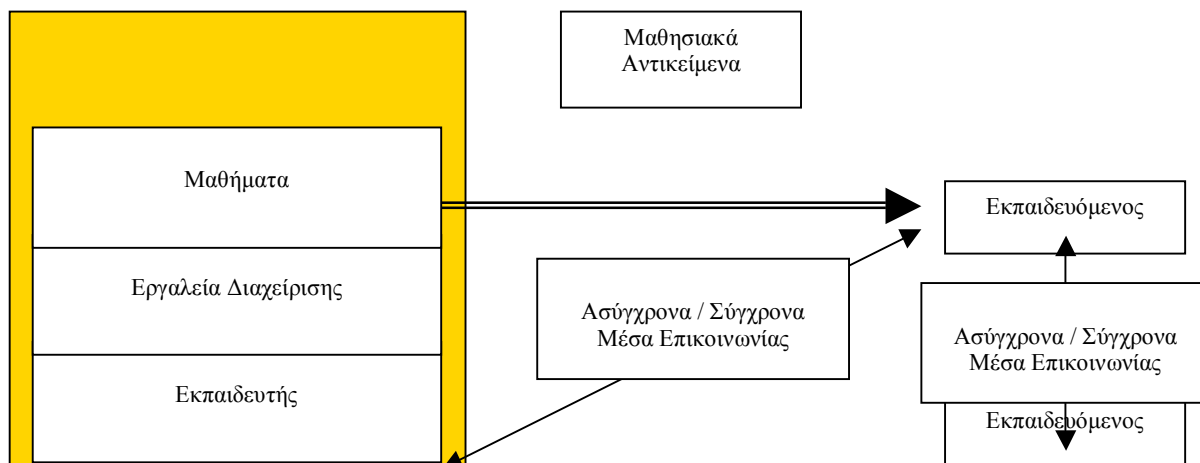 Μαθησιακά
Αντικείμενα
Μαθήματα
Εκπαιδευόμενος
Εργαλεία Διαχείρισης
Ασύγχρονα / Σύγχρονα
Μέσα Επικοινωνίας
Ασύγχρονα / Σύγχρονα
Μέσα Επικοινωνίας
Εκπαιδευτής
Εκπαιδευόμενος